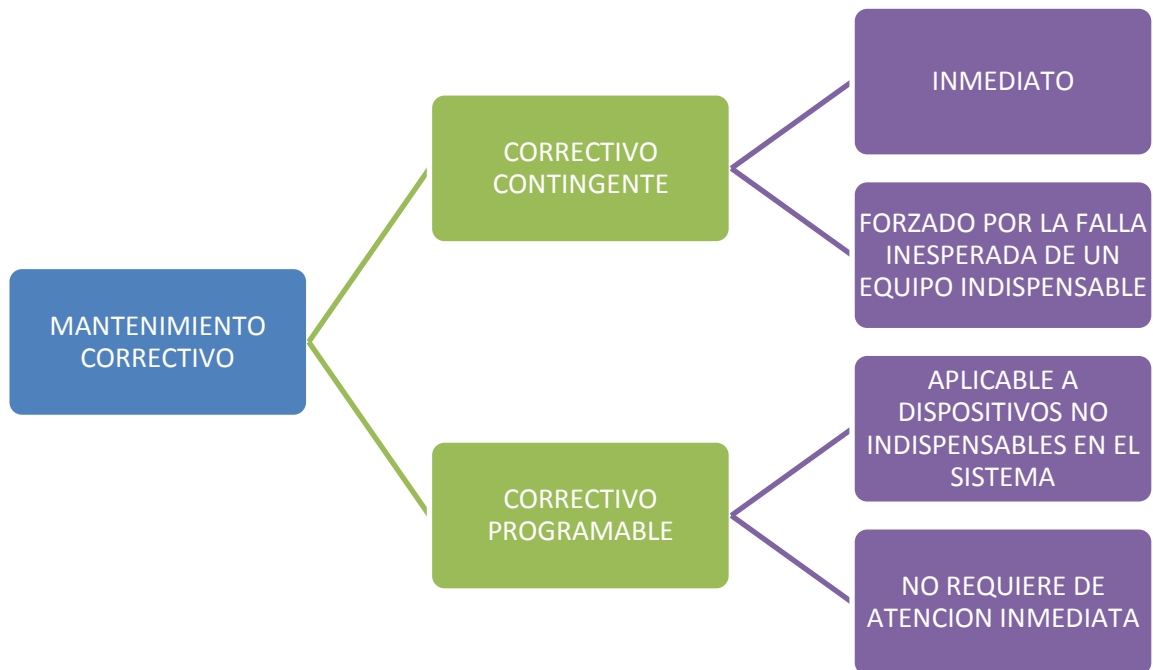 MANTENIMIENTO
CORRECTIVO
CORRECTIVO
CONTINGENTE
INMEDIATO
FORZADO POR LA FALLA
INESPERADA DE UN
EQUIPO INDISPENSABLE
CORRECTIVO
PROGRAMABLE
APLICABLE A
DISPOSITIVOS NO
INDISPENSABLES EN EL
SISTEMA
NO REQUIERE DE
ATENCION INMEDIATA